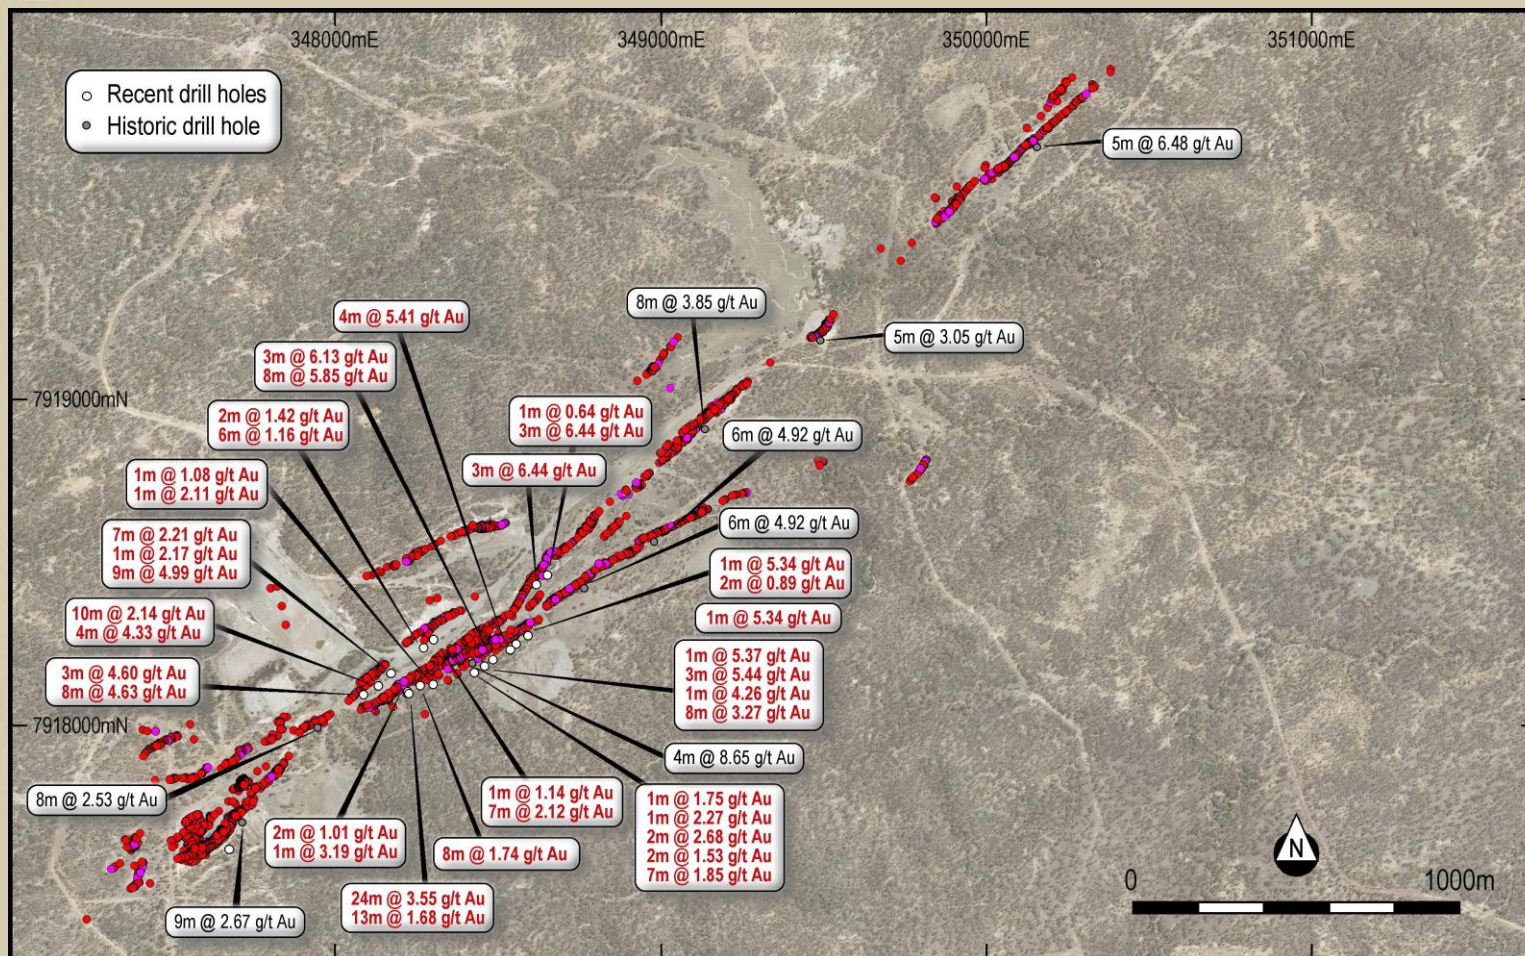 348000mE
349000mE
350000mE
351000mE
Recent drill holes
Historic drill hole
5m @ 6.48 g/t Au
8m @ 3.85 g/t Au
4m @ 5.41 g/t Au
5m @ 3.05 g/t Au
3m @ 6.13 g/t Au
8m @ 5.85 g/t Au
7919000mN
2m @ 1.42 g/t Au
6m @ 1.16 g/t Au
1m @ 0.64 g/t Au
3m @ 6.44 g/t Au
6m @ 4.92 g/t Au
3m @ 6.44 g/t Au
1m @ 1.08 g/t Au
1m @ 2.11 g/t Au
6m @ 4.92 g/t Au
7m @ 2.21 g/t Au
1m @ 2.17 g/t Au
9m @ 4.99 g/t Au
1m @ 5.34 g/t Au
2m @ 0.89 g/t Au
10m @ 2.14 g/t Au
4m @ 4.33 g/t Au
1m @ 5.34 g/t Au
3m @ 4.60 g/t Au
8m @ 4.63 g/t Au
1m @ 5.37 g/t Au
3m @ 5.44 g/t Au
1m @ 4.26 g/t Au
8m @ 3.27 g/t Au
7918000mN
4m @ 8.65 g/t Au
8m @ 2.53 g/t Au
1m @ 1.14 g/t Au
7m @ 2.12 g/t Au
1m @ 1.75 g/t Au
1m @ 2.27 g/t Au
2m @ 2.68 g/t Au
2m @ 1.53 g/t Au
7m @ 1.85 g/t Au
2m @ 1.01 g/t Au
1m @ 3.19 g/t Au
8m @ 1.74 g/t Au
24m @ 3.55 g/t Au
13m @ 1.68 g/t Au
9m @ 2.67 g/t Au
N
0
1000m